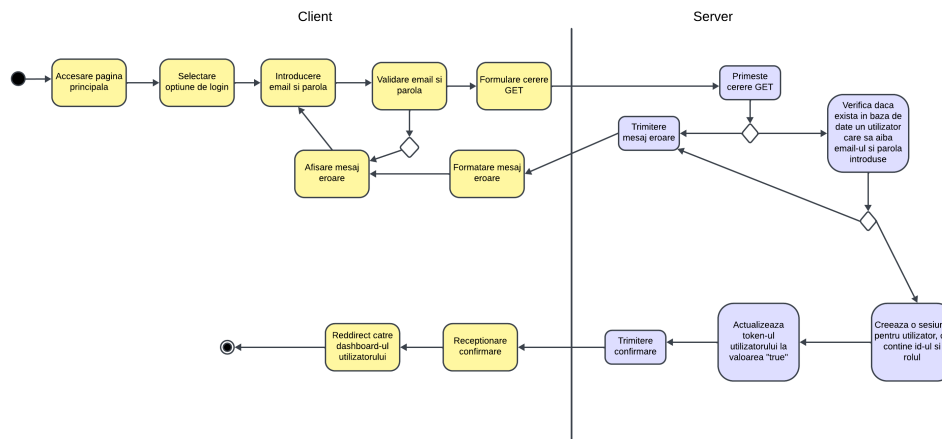 Client
Server
Accesare pagina
principala
Selectare
optiune de login
Introducere
email si parola
Validare email si
parola
Formulare cerere
GET
Primeste
cerere GET
Verifica daca
exista in baza de
date un utilizator
care sa aiba
email-ul si parola
introduse
Trimitere
mesaj eroare
Afisare mesaj
eroare
Formatare mesaj
eroare
Creeaza o
pentru utilizator,
contine id-ul si
rolul
Actualizeaza
token-ul
utilizatorului la
valoarea "true"
Trimitere
confirmare
Receptionare
confirmare
Reddirect catre
dashboard-ul
utilizatorului